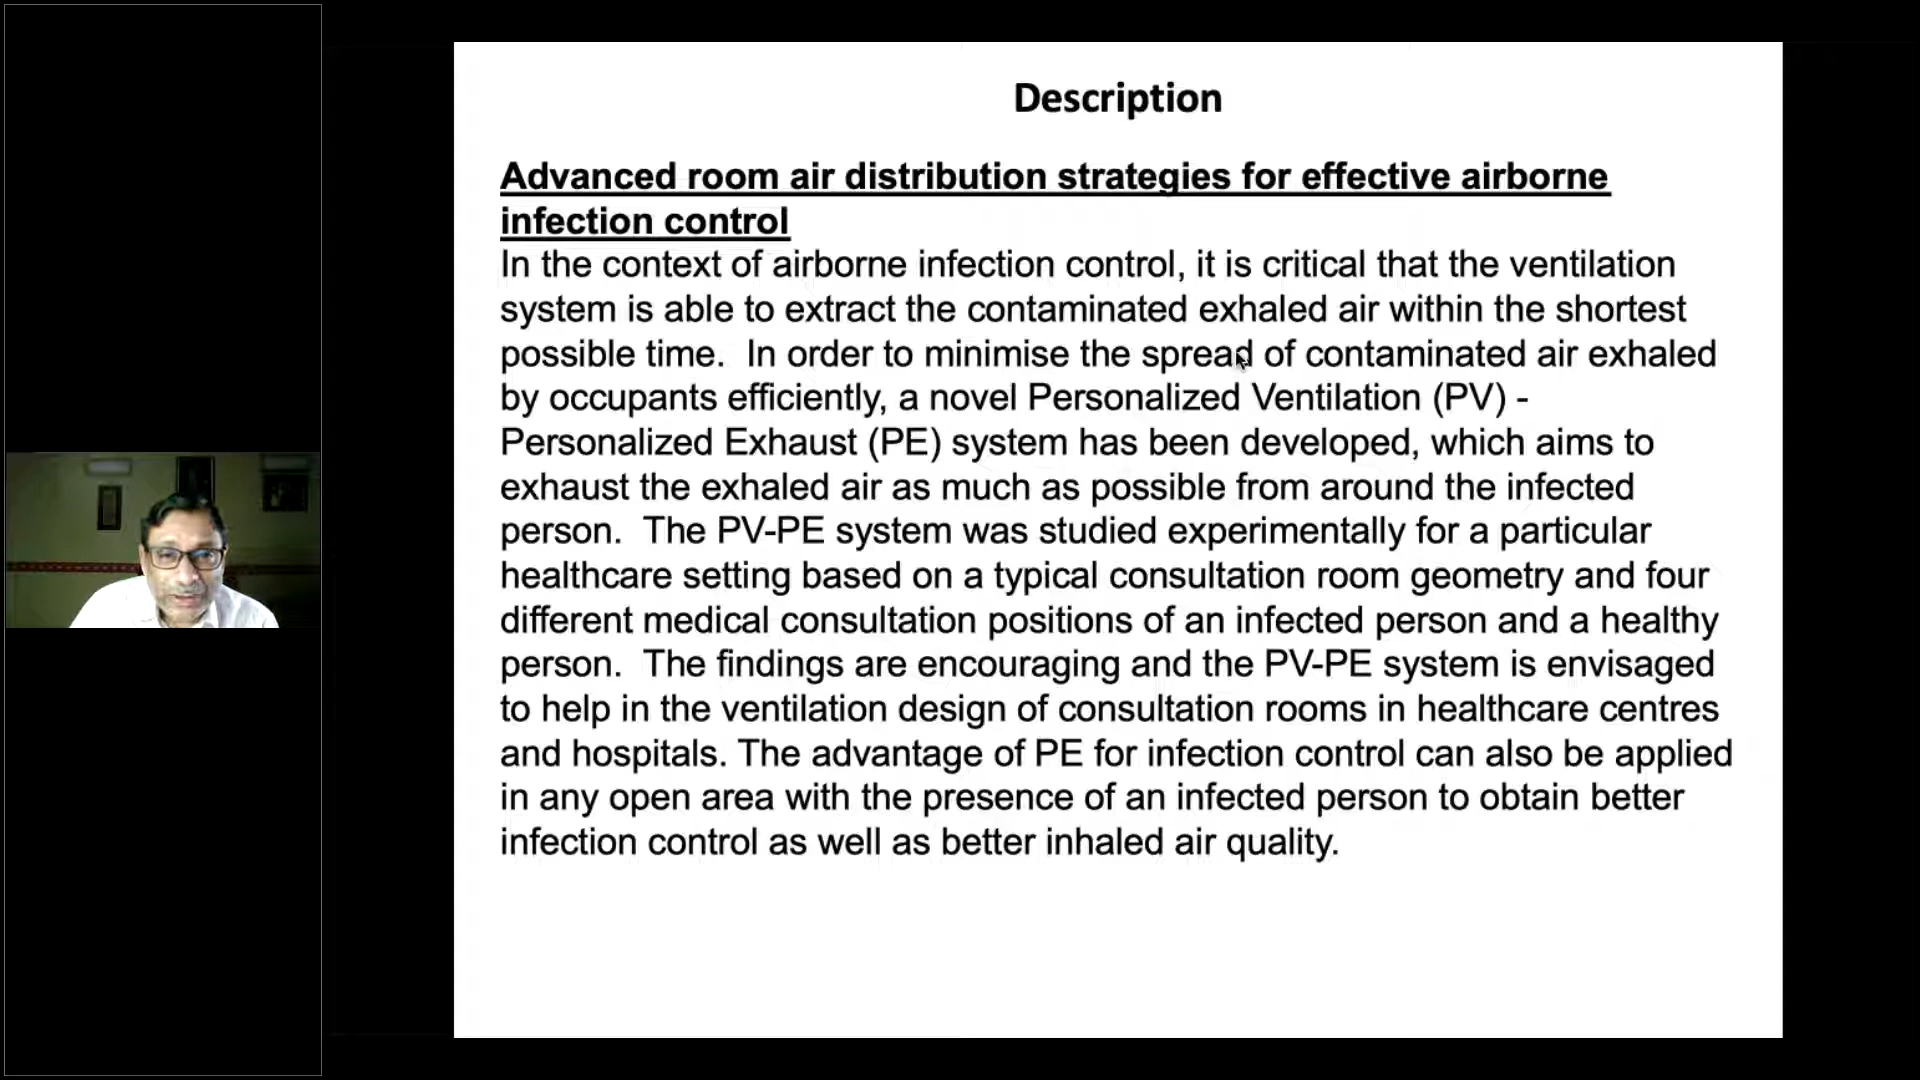 Description
Advanced room air distribution strategies for effective airborne
infection control
In the context of airborne infection control, it is critical that the ventilation
system is able to extract the contaminated exhaled air within the shortest
possible time.  In order to minimise the spread of contaminated air exhaled
by occupants efficiently, a novel Personalized Ventilation (PV) -
Personalized Exhaust (PE) system has been developed, which aims to
exhaust the exhaled air as much as possible from around the infected
person.  The PV-PE system was studied experimentally for a particular
healthcare setting based on a typical consultation room geometry and four
different medical consultation positions of an infected person and a healthy
person.  The findings are encouraging and the PV-PE system is envisaged
to help in the ventilation design of consultation rooms in healthcare centres
and hospitals. The advantage of PE for infection control can also be applied
in any open area with the presence of an infected person to obtain better
infection control as well as better inhaled air quality.